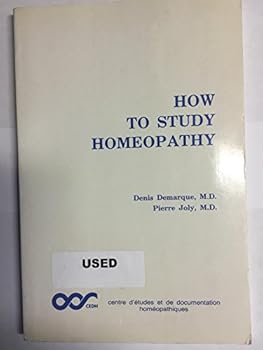 HOW
TO STUDY
HOMEOPATHY
Denis Demarque, M.D.
Pierre Joly, M.D.
USED
CEDH
centre d'études et de documentation
homéopathiques